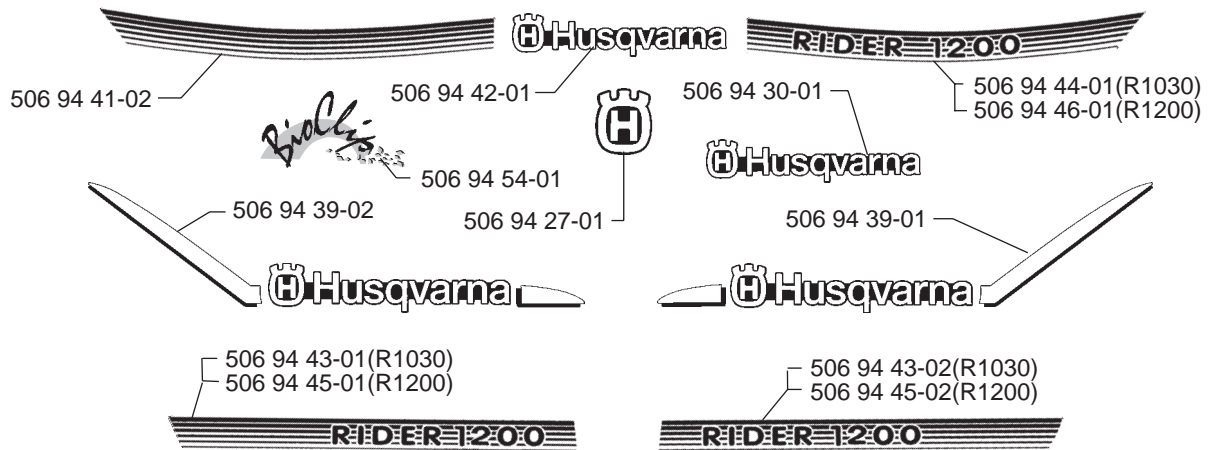 Husqvarna
RIDER 1200
506 94 41-02
506 94 42-01
506 94 30-01
506 94 44-01(R1030)
506 94 46-01(R1200)
BioClip
H
Husqvarna
506 94 54-01
506 94 39-02
506 94 27-01
506 94 39-01
Husqvarna
Husqvarna
506 94 43-01(R1030)
506 94 45-01(R1200)
506 94 43-02(R1030)
506 94 45-02(R1200)
RIDER 1200
RIDER 1200